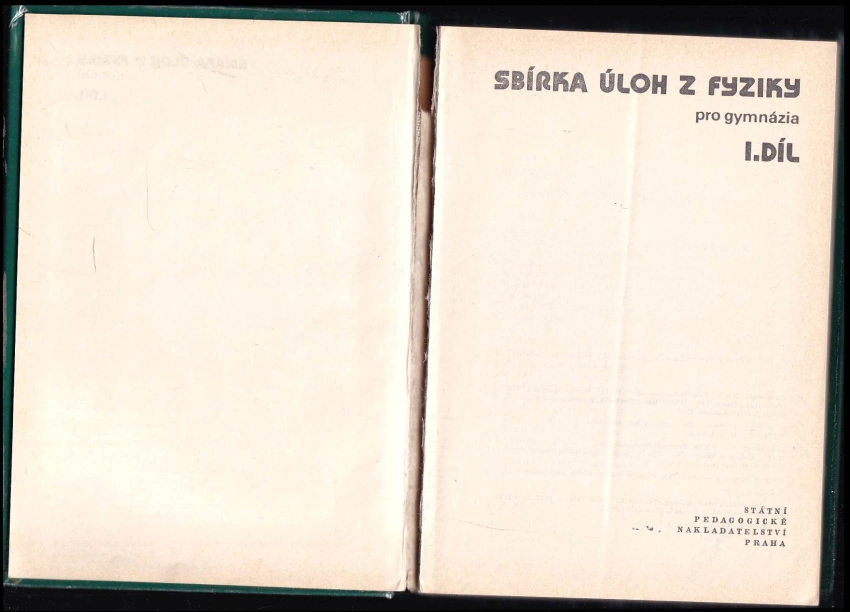 SBÍRKA ÚLOH Z FYZIKY
pro gymnázia
I.DÍL
STÁTNÍ
PEDAGOGICKÉ
NAKLADATELSTVÍ
PRAHA